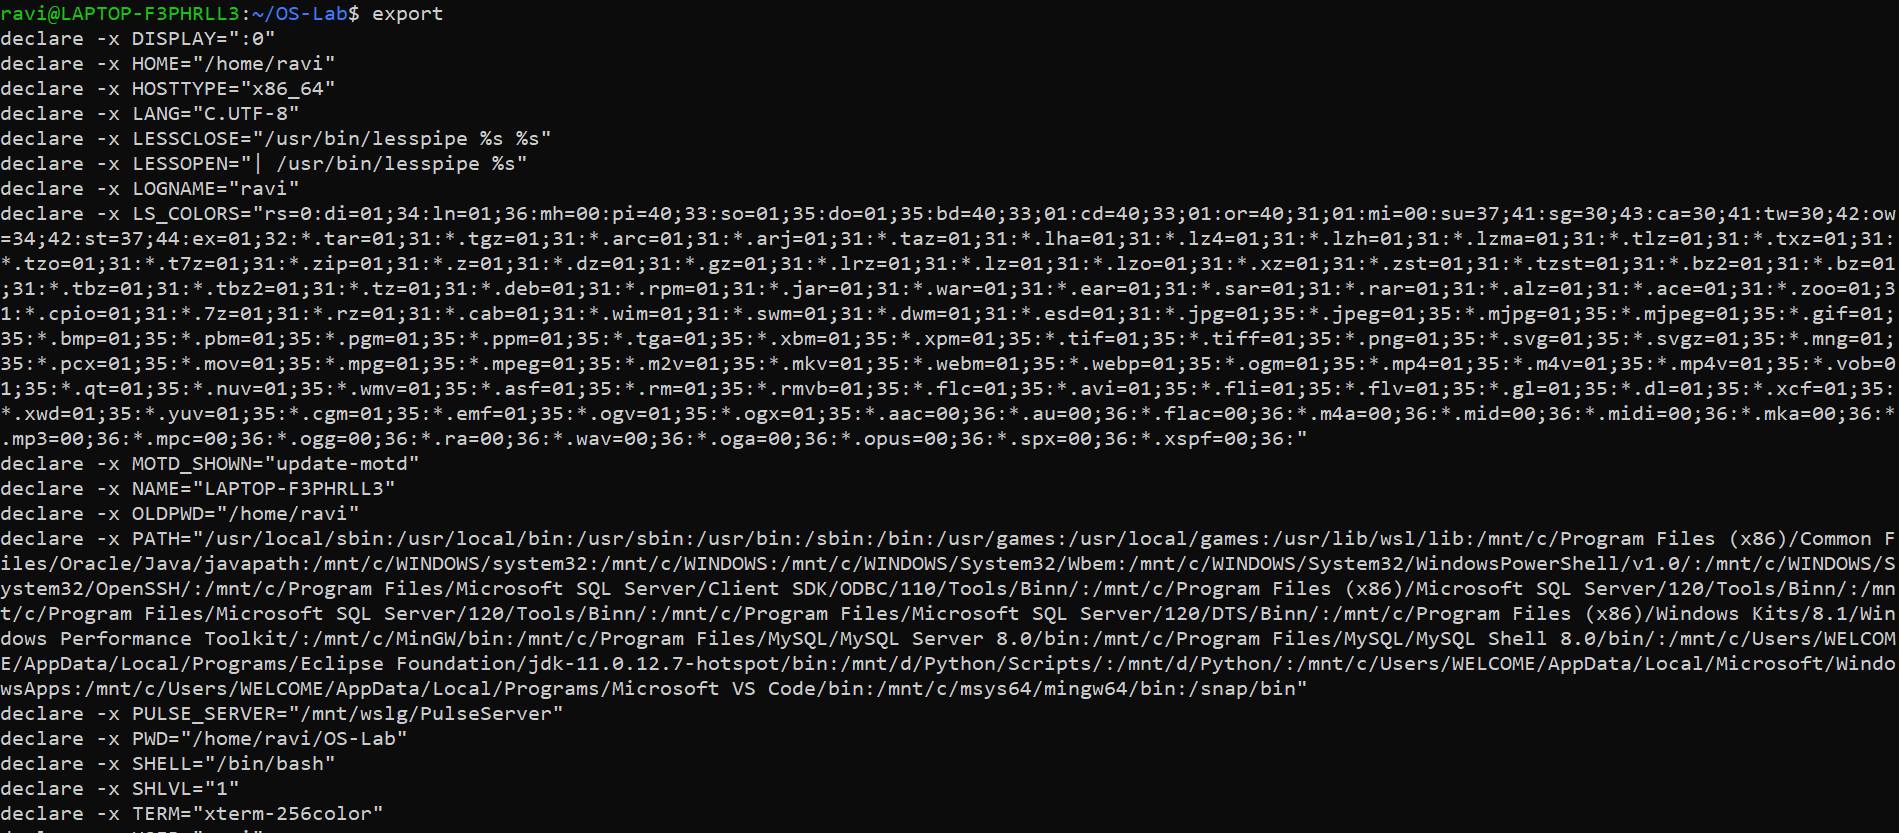 ravi@LAPTOP-F3PHRLL3:~/OS-Lab$ export
declare -x DISPLAY=":0"
declare -x HOME="/home/ravi"
declare -x HOSTTYPE="x86_64"
declare -x LANG="C.UTF-8"
declare -x LESSCLOSE="/usr/bin/lesspipe %s %s"
declare -x LESSOPEN="| /usr/bin/lesspipe %s"
declare -x LOGNAME="ravi"
declare -x LS_COLORS="rs=0:di=01;34:ln=01;36:mh=00:pi=40;33:so=01;35:do=01;35:bd=40;33;01:cd=40;33;01:or=40;31;01:mi=00:su=37;41:sg=30;43:ca=30;41:tw=30;42:ow
=34;42:st=37;44:ex=01;32:*.tar=01;31:*.tgz=01;31:*.arc=01;31:*.arj=01;31:*.taz=01;31:*.lha=01;31:*.lz4=01;31:*.lzh=01;31:*.lzma=01;31:*.tlz=01;31:*.txz=01;31:
*.tzo=01;31:*.t7z=01;31:*.zip=01;31:*.z=01;31:*.dz=01;31:*.gz=01;31:*.lrz=01;31:*.lz=01;31:*.lzo=01;31:*.xz=01;31:*.zst=01;31:*.tzst=01;31:*.bz2=01;31:*.bz=01
;31:*.tbz=01;31:*.tbz2=01;31:*.tz=01;31:*.deb=01;31:*.rpm=01;31:*.jar=01;31:*.war=01;31:*.ear=01;31:*.sar=01;31:*.rar=01;31:*.alz=01;31:*.ace=01;31:*.zoo=01;3
1:*.cpio=01;31:*.7z=01;31:*.rz=01;31:*.cab=01;31:*.wim=01;31:*.swm=01;31:*.dwm=01;31:*.esd=01;31:*.jpg=01;35:*.jpeg=01;35:*.mjpg=01;35:*.mjpeg=01;35:*.gif=01;
35:*.bmp=01;35:*.pbm=01;35:*.pgm=01;35:*.ppm=01;35:*.tga=01;35:*.xbm=01;35:*.xpm=01;35:*.tif=01;35:*.tiff=01;35:*.png=01;35:*.svg=01;35:*.svgz=01;35:*.mng=01;
35:*.pcx=01;35:*.mov=01;35:*.mpg=01;35:*.mpeg=01;35:*.m2v=01;35:*.mkv=01;35:*.webm=01;35:*.webp=01;35:*.ogm=01;35:*.mp4=01;35:*.m4v=01;35:*.mp4v=01;35:*.vob=0
1;35:*.qt=01;35:*.nuv=01;35:*.wmv=01;35:*.asf=01;35:*.rm=01;35:*.rmvb=01;35:*.flc=01;35:*.avi=01;35:*.fli=01;35:*.flv=01;35:*.gl=01;35:*.dl=01;35:*.xcf=01;35:
*.xwd=01;35:*.yuv=01;35:*.cgm=01;35:*.emf=01;35:*.ogv=01;35:*.ogx=01;35:*.aac=00;36:*.au=00;36:*.flac=00;36:*.m4a=00;36:*.mid=00;36:*.midi=00;36:*.mka=00;36:*
.mp3=00;36:*.mpc=00;36:*.ogg=00;36:*.ra=00;36:*.wav=00;36:*.oga=00;36:*.opus=00;36:*.spx=00;36:*.xspf=00;36:"
declare -x MOTD_SHOWN="update-motd"
declare -x NAME="LAPTOP-F3PHRLL3"
declare -x OLDPWD="/home/ravi"
declare -x PATH="/usr/local/sbin:/usr/local/bin:/usr/sbin:/usr/bin:/sbin:/bin:/usr/games:/usr/local/games:/usr/lib/wsl/lib:/mnt/c/Program Files (x86)/Common F
iles/Oracle/Java/javapath:/mnt/c/WINDOWS/system32:/mnt/c/WINDOWS:/mnt/c/WINDOWS/System32/Wbem:/mnt/c/WINDOWS/System32/WindowsPowerShell/v1.0/:/mnt/c/WINDOWS/S
ystem32/OpenSSH/:/mnt/c/Program Files/Microsoft SQL Server/Client SDK/ODBC/110/Tools/Binn/:/mnt/c/Program Files (x86)/Microsoft SQL Server/120/Tools/Binn/:/mn
t/c/Program Files/Microsoft SQL Server/120/Tools/Binn/:/mnt/c/Program Files/Microsoft SQL Server/120/DTS/Binn/:/mnt/c/Program Files (x86)/Windows Kits/8.1/Win
dows Performance Toolkit/:/mnt/c/MinGW/bin:/mnt/c/Program Files/MySQL/MySQL Server 8.0/bin:/mnt/c/Program Files/MySQL/MySQL Shell 8.0/bin/:/mnt/c/Users/WELCOM
E/AppData/Local/Programs/Eclipse Foundation/jdk-11.0.12.7-hotspot/bin:/mnt/d/Python/Scripts/:/mnt/d/Python/:/mnt/c/Users/WELCOME/AppData/Local/Microsoft/Windo
wsApps:/mnt/c/Users/WELCOME/AppData/Local/Programs/Microsoft VS Code/bin:/mnt/c/msys64/mingw64/bin:/snap/bin"
declare -x PULSE_SERVER="/mnt/wslg/PulseServer"
declare -x PWD="/home/ravi/OS-Lab"
declare -x SHELL="/bin/bash"
declare -x SHLVL="1"
declare -x TERM="xterm-256color"